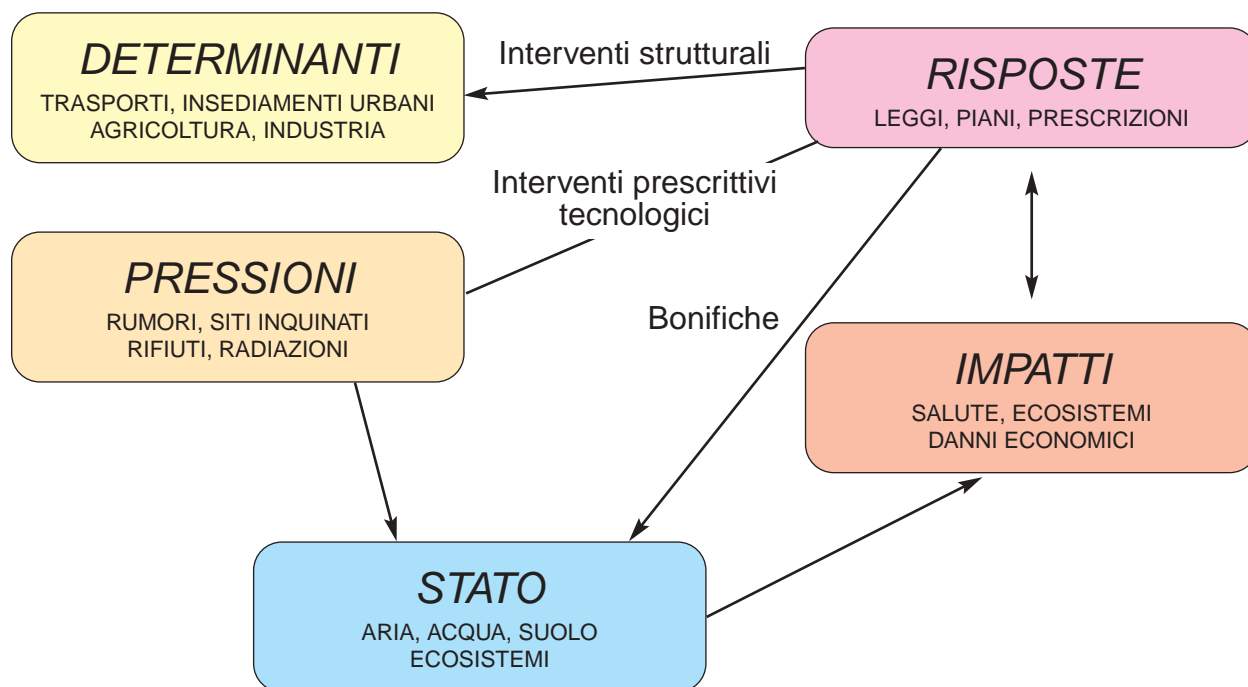 DETERMINANTI
TRASPORTI, INSEDIAMENTI URBANI
AGRICOLTURA, INDUSTRIA
Interventi strutturali
RISPOSTE
LEGGI, PIANI, PRESCRIZIONI
Interventi prescrittivi
tecnologici
PRESSIONI
RUMORI, SITI INQUINATI
RIFIUTI, RADIAZIONI
Bonifiche
IMPATTI
SALUTE, ECOSISTEMI
DANNI ECONOMICI
STATO
ARIA, ACQUA, SUOLO
ECOSISTEMI